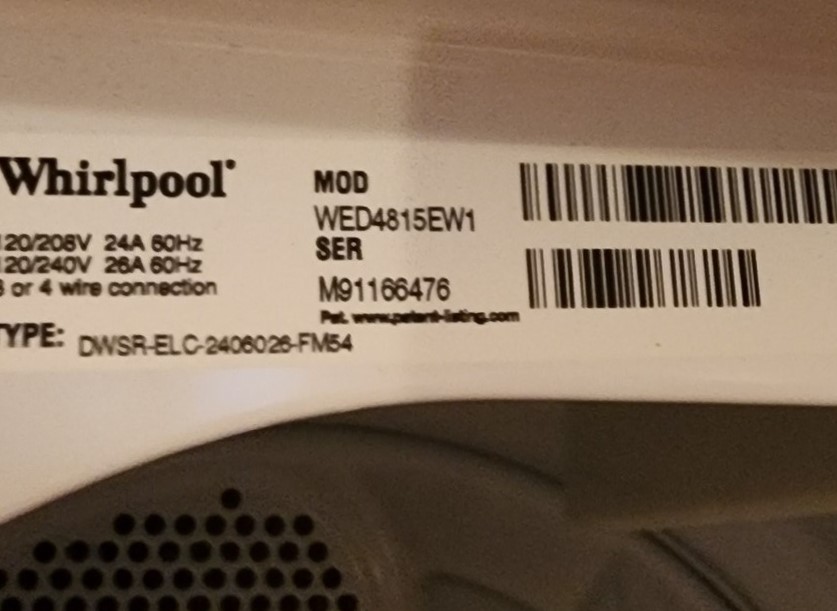 Whirlpool
120/208V 24A 60Hz
120/240V 26A 60Hz
3 or 4 wire connection
TYPE: DWSR-ELC-2406026-FM54
MOD
WED4815EW1
SER
M91166476
Pat. www.patent-listing.com